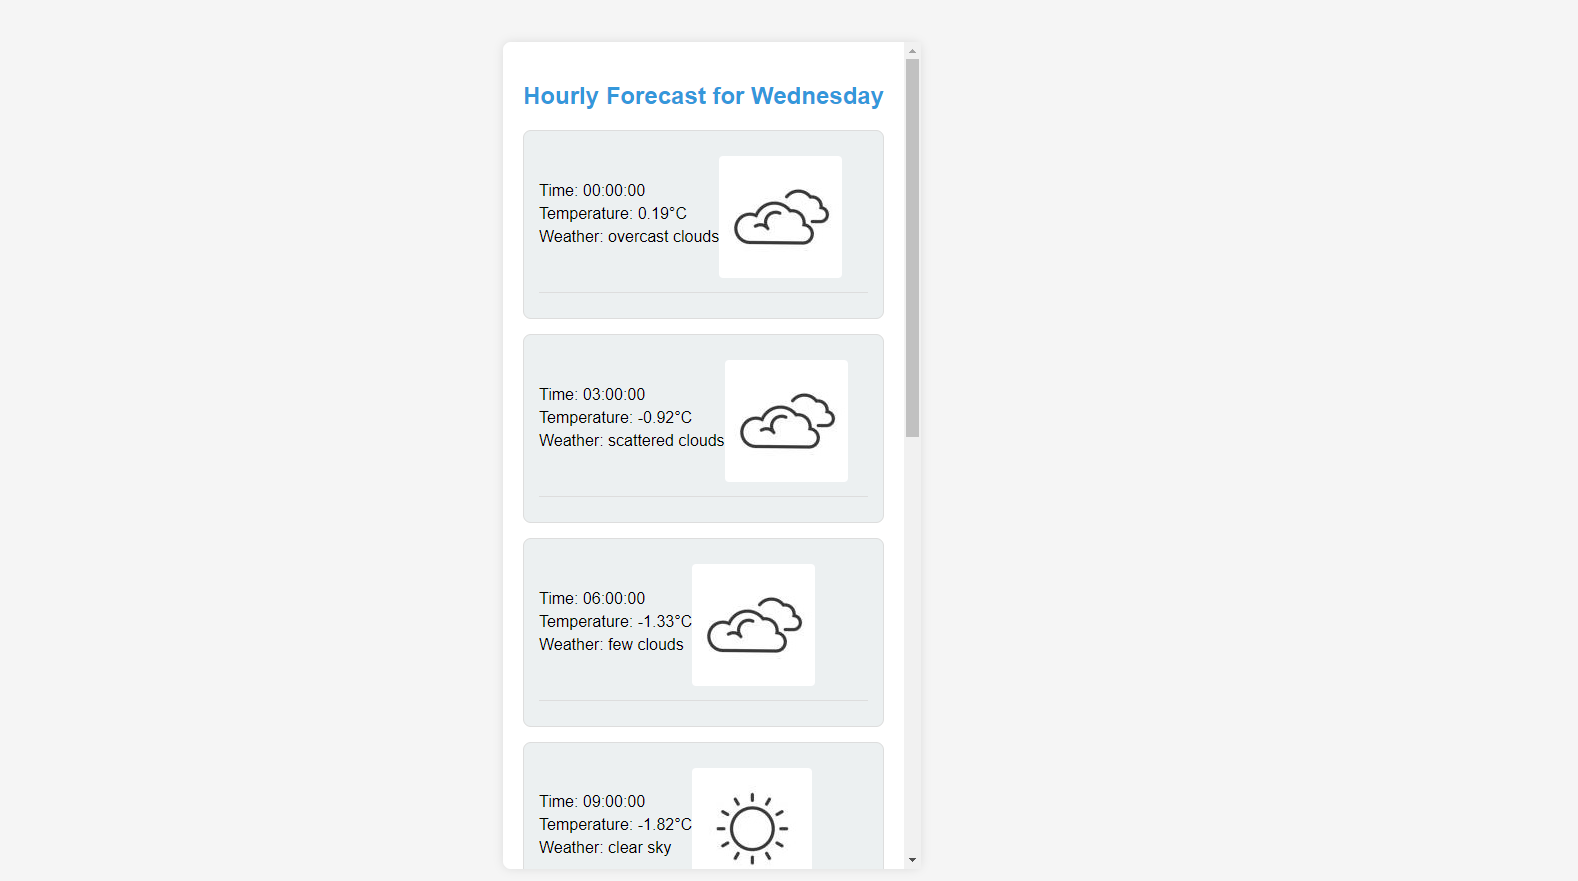 Hourly Forecast for Wednesday
Time: 00:00:00
Temperature: 0.19°C
Weather: overcast clouds
Time: 03:00:00
Temperature: -0.92°C
Weather: scattered clouds
Time: 06:00:00
Temperature: -1.33°C
Weather: few clouds
Time: 09:00:00
Temperature: -1.82°C
Weather: clear sky